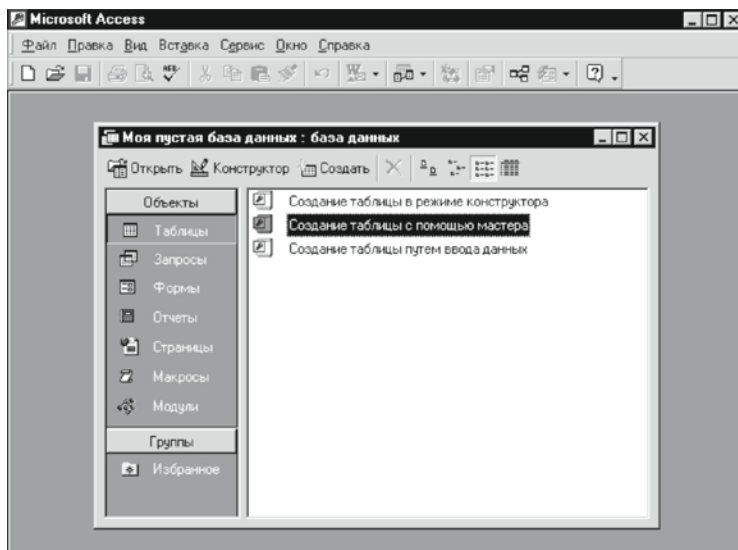 Microsoft Access
Файл Правка Вид Вставка Сервис Окно Справка
Моя пустая база данных : база данных
Открыть Конструктор Создать
Объекты
Таблицы
Запросы
Формы
Отчеты
Страницы
Макросы
Модули
Группы
Избранное
Создание таблицы в режиме конструктора
Создание таблицы с помощью мастера
Создание таблицы путем ввода данных